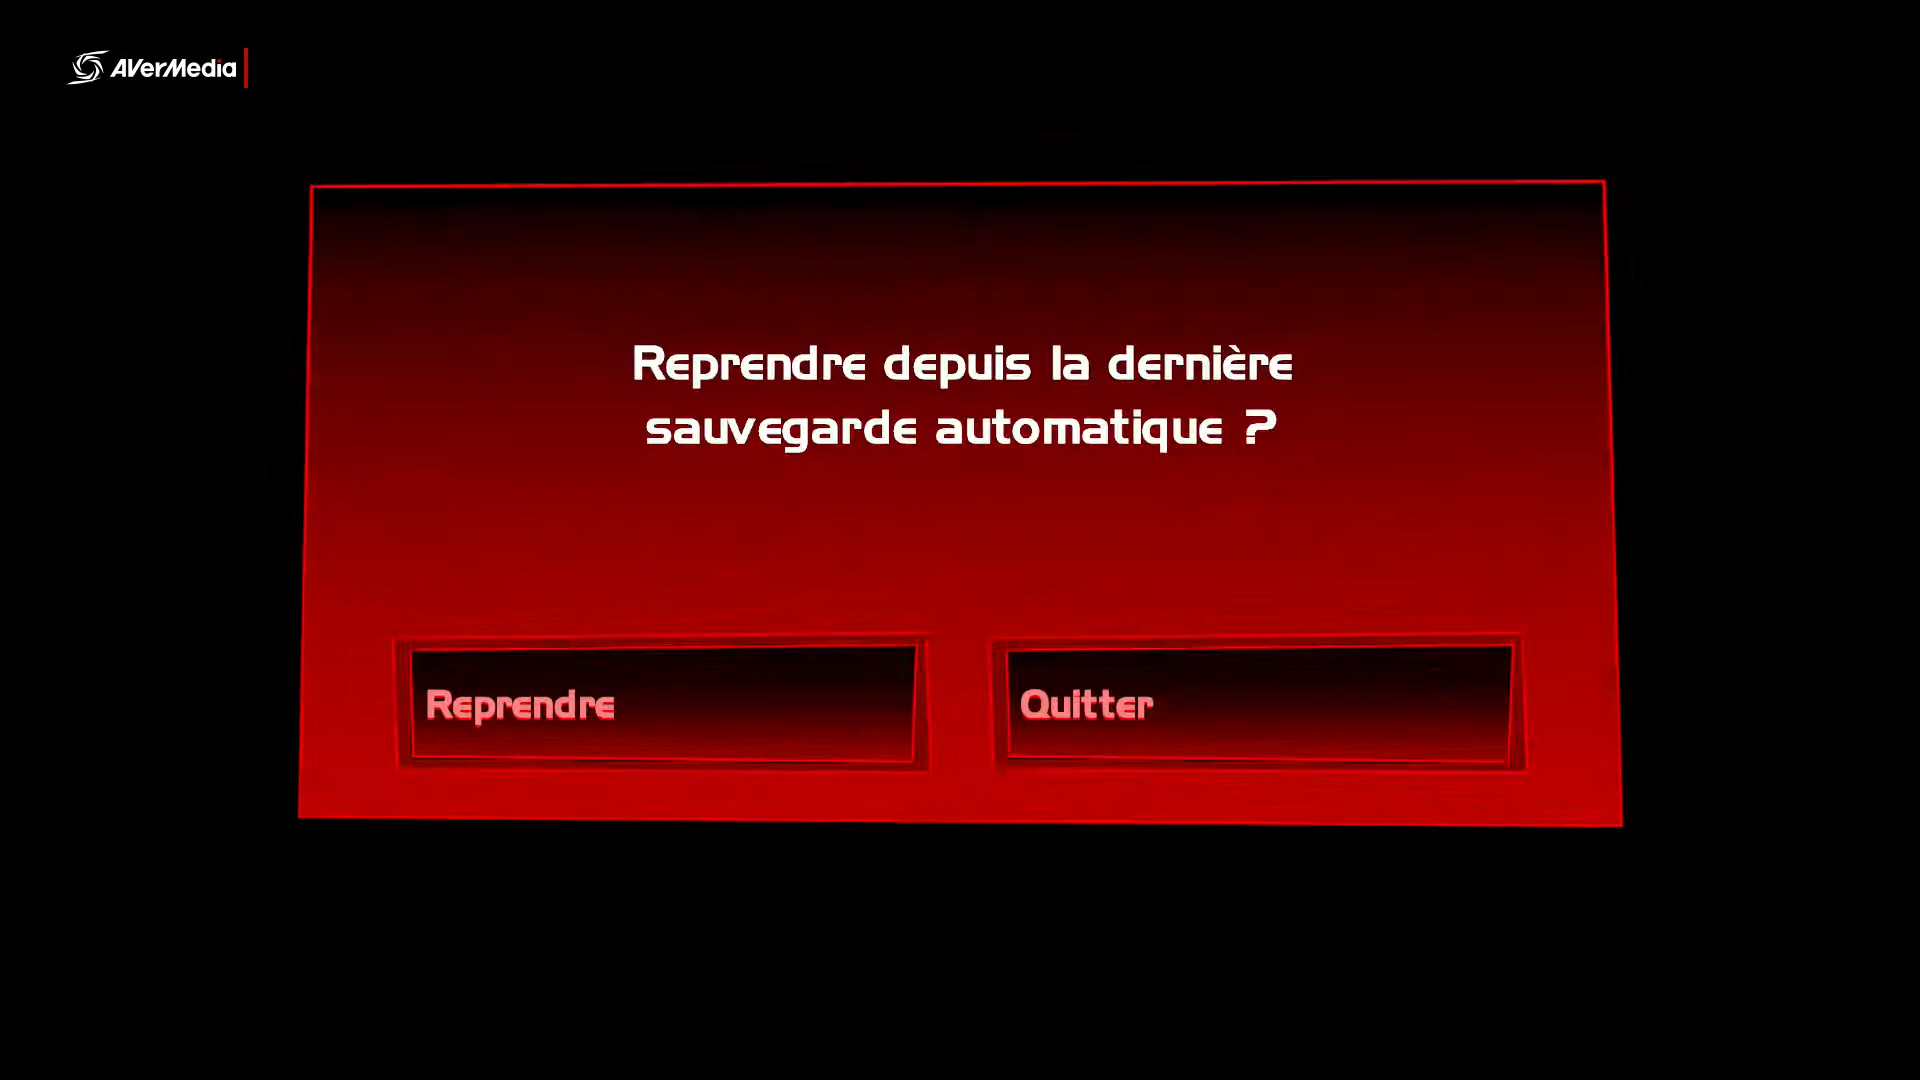 AVerMedia
Reprendre depuis la dernière
sauvegarde automatique ?
Reprendre
Quitter